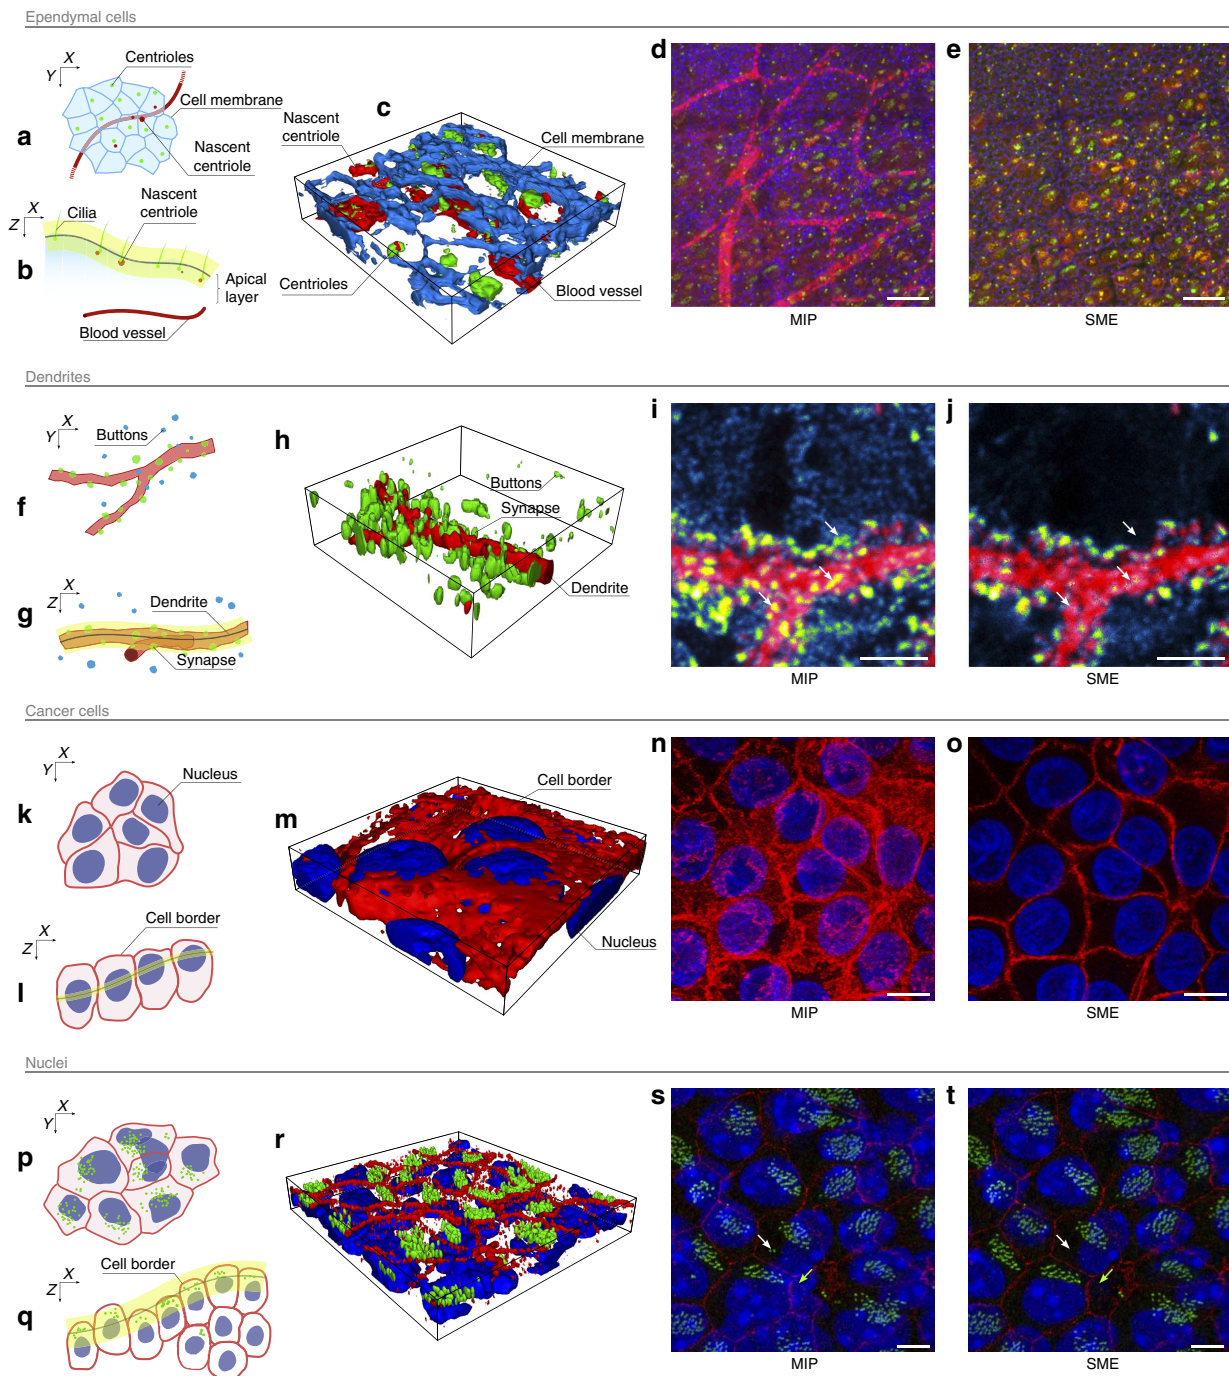 Ependymal cells
a
X
Y
Centrioles
Cell membrane
Nascent
centriole
b
X
Z
Cilia
Nascent
centriole
Apical
layer
Blood vessel
c
Nascent
centriole
Cell membrane
Centrioles
Blood vessel
d
MIP
e
SME
Dendrites
f
X
Y
Buttons
g
X
Z
Dendrite
Synapse
h
Buttons
Synapse
Dendrite
i
MIP
j
SME
Cancer cells
k
X
Y
Nucleus
l
X
Z
Cell border
m
Cell border
Nucleus
n
MIP
o
SME
Nuclei
p
X
Y
q
X
Z
Cell border
r
s
MIP
t
SME